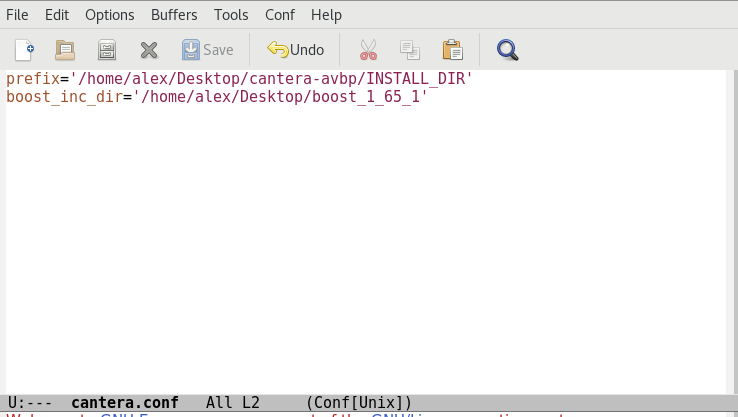 File Edit Options Buffers Tools Conf Help
Save Undo
prefix='/home/alex/Desktop/cantera-avbp/INSTALL_DIR'
boost_inc_dir='/home/alex/Desktop/boost_1_65_1'
U:--- cantera.conf All L2 (Conf[Unix])